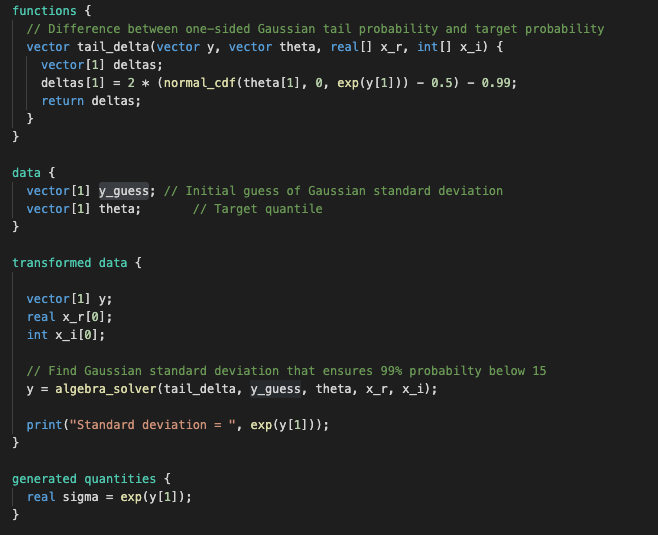 functions {
// Difference between one-sided Gaussian tail probability and target probability
vector tail_delta(vector y, vector theta, real[] x_r, int[] x_i) {
vector[1] deltas;
deltas[1] = 2 * (normal_cdf(theta[1], 0, exp(y[1])) - 0.5) - 0.99;
return deltas;
}
}
data {
vector[1] y_guess; // Initial guess of Gaussian standard deviation
vector[1] theta; // Target quantile
}
transformed data {
vector[1] y;
real x_r[0];
int x_i[0];
// Find Gaussian standard deviation that ensures 99% probabilty below 15
y = algebra_solver(tail_delta, y_guess, theta, x_r, x_i);
print("Standard deviation = ", exp(y[1]));
}
generated quantities {
real sigma = exp(y[1]);
}